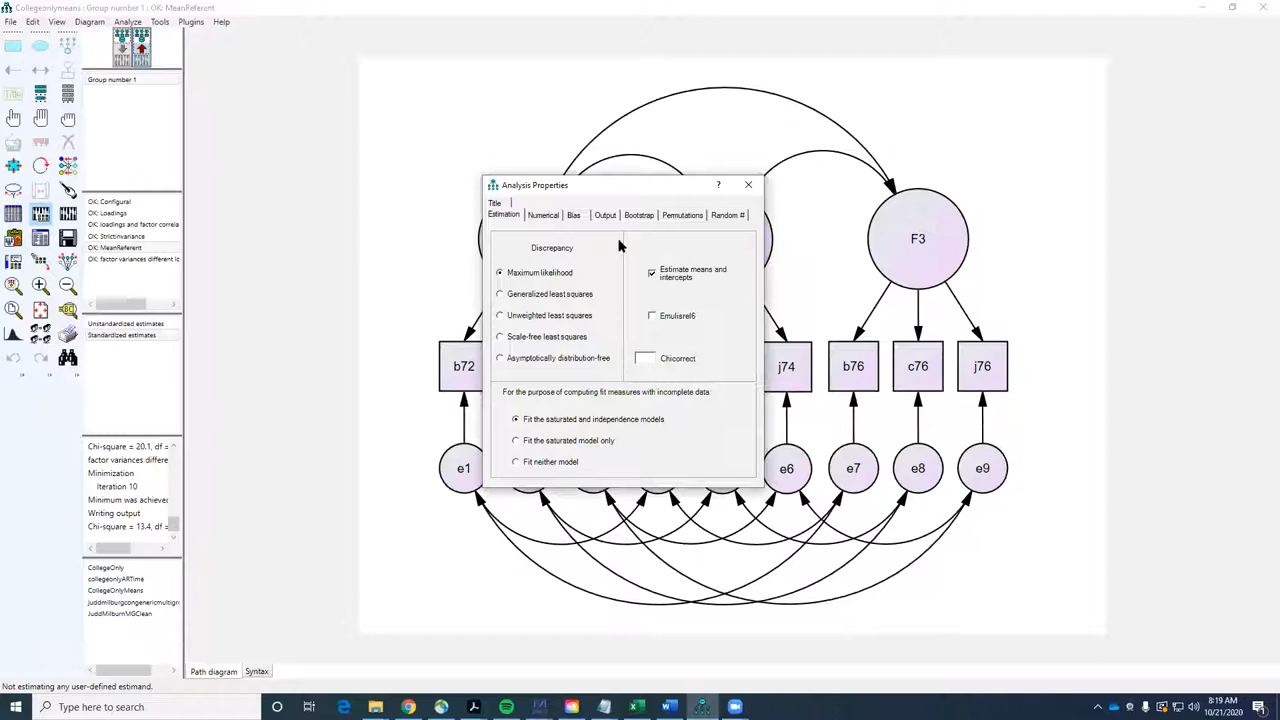 Collegeonlymeans : Group number 1 : OK: MeanReferent
File Edit View Diagram Analyze Tools Plugins Help
Title
Group number 1
OK: Configural
OK: Loadings
OK: loadings and factor correla
OK: StrictInvariance
OK: MeanReferent
OK: factor variances different lo
Unstandardized estimates
Standardized estimates
Chi-square = 20.1, df =
factor variances differe
Minimization
Iteration 10
Minimum was achieved
Writing output
Chi-square = 13.4, df =
CollegeOnly
collegeonlyARTime
CollegeOnlyMeans
juddmilburgcongenericmultigro
JuddMilburnMGClean
Analysis Properties
?
Title
Estimation Numerical Bias Output Bootstrap Permutations Random #
Discrepancy
Maximum likelihood
Generalized least squares
Unweighted least squares
Scale-free least squares
Asymptotically distribution-free
Estimate means and
intercepts
Emulisrel6
Chicorrect
For the purpose of computing fit measures with incomplete data:
Fit the saturated and independence models
Fit the saturated model only
Fit neither model
F3
b72 j74 b76 c76 j76
e1 e6 e7 e8 e9
Path diagram Syntax
Not estimating any user-defined estimand.
Type here to search
8:19 AM
10/21/2020